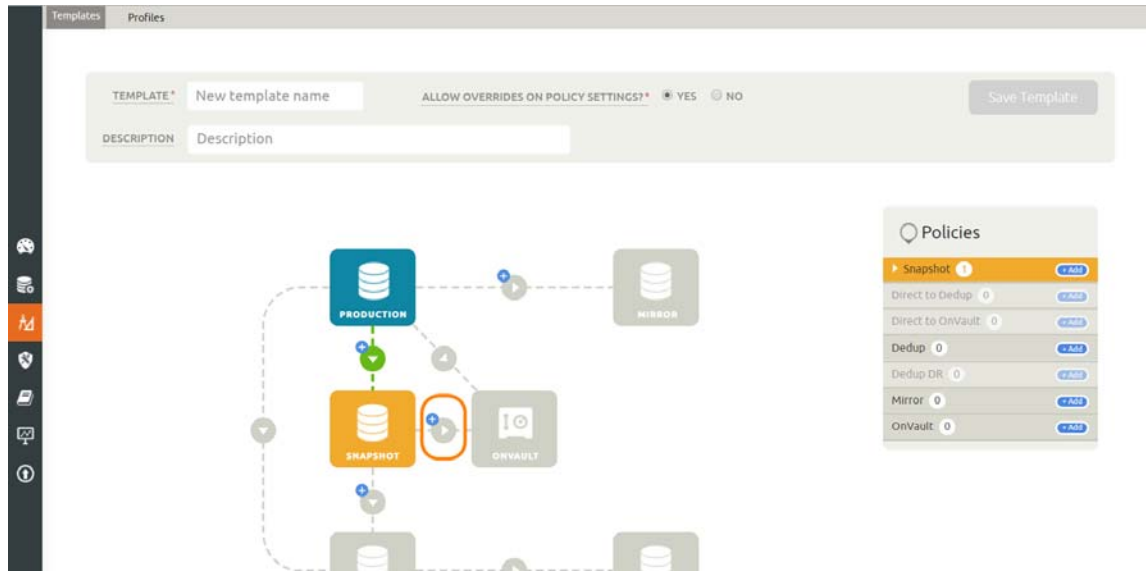 Templates Profiles
TEMPLATE* New template name ALLOW OVERRIDES ON POLICY SETTINGS?* YES NO Save Template
DESCRIPTION Description
Policies
Snapshot 1 + Add
Direct to Dedup 0 + Add
Direct to OnVault 0 + Add
Dedup 0 + Add
Dedup DR 0 + Add
Mirror 0 + Add
OnVault 0 + Add
PRODUCTION MIRROR
SNAPSHOT ONVAULT